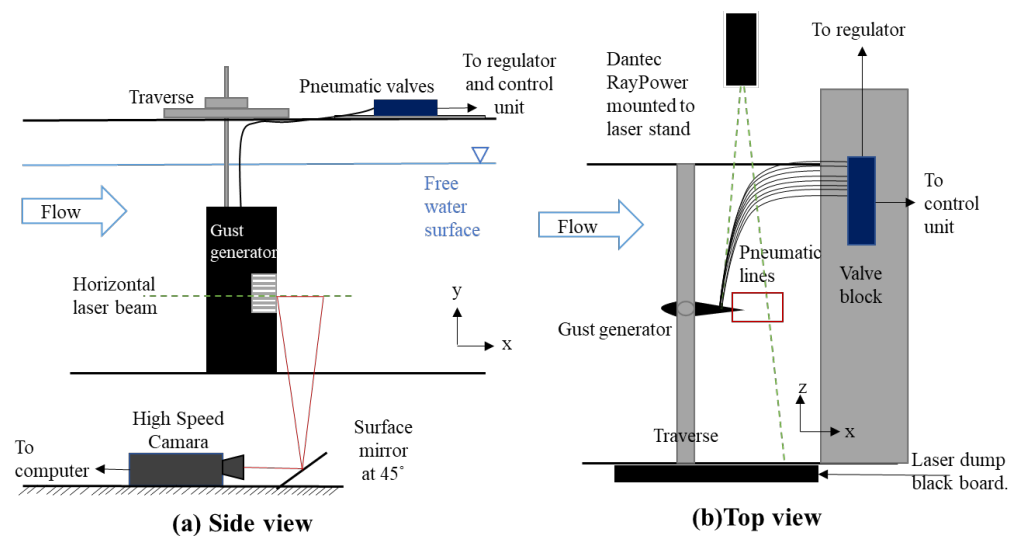 Traverse
Pneumatic valves
To regulator
and control
unit
Free
water
surface
Flow
Gust
generator
Horizontal
laser beam
y
x
High Speed
Camara
To
computer
Surface
mirror
at 45˚
(a) Side view
To regulator
Dantec
RayPower
mounted to
laser stand
Flow
To
control
unit
Pneumatic
lines
Valve
block
Gust generator
z
x
Traverse
Laser dump
black board.
(b)Top view